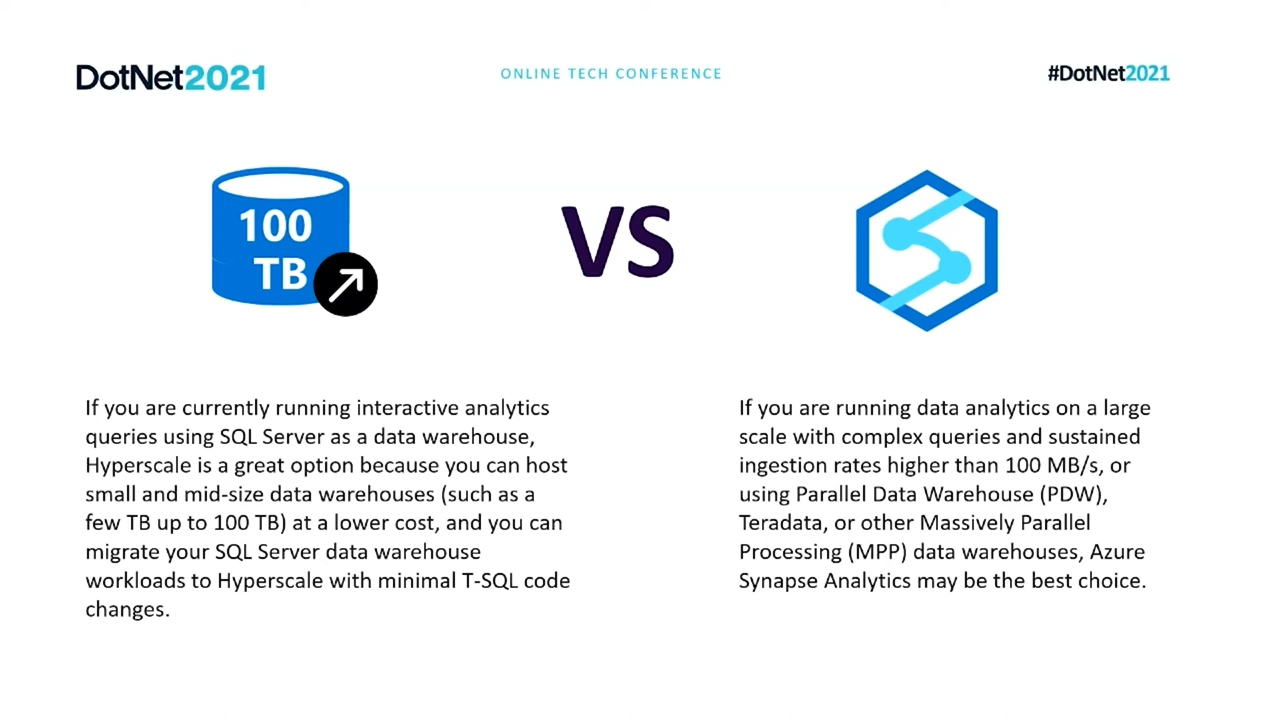 DotNet2021
ONLINE TECH CONFERENCE
#DotNet2021
100
TB
VS
If you are currently running interactive analytics
queries using SQL Server as a data warehouse,
Hyperscale is a great option because you can host
small and mid-size data warehouses (such as a
few TB up to 100 TB) at a lower cost, and you can
migrate your SQL Server data warehouse
workloads to Hyperscale with minimal T-SQL code
changes.
If you are running data analytics on a large
scale with complex queries and sustained
ingestion rates higher than 100 MB/s, or
using Parallel Data Warehouse (PDW),
Teradata, or other Massively Parallel
Processing (MPP) data warehouses, Azure
Synapse Analytics may be the best choice.